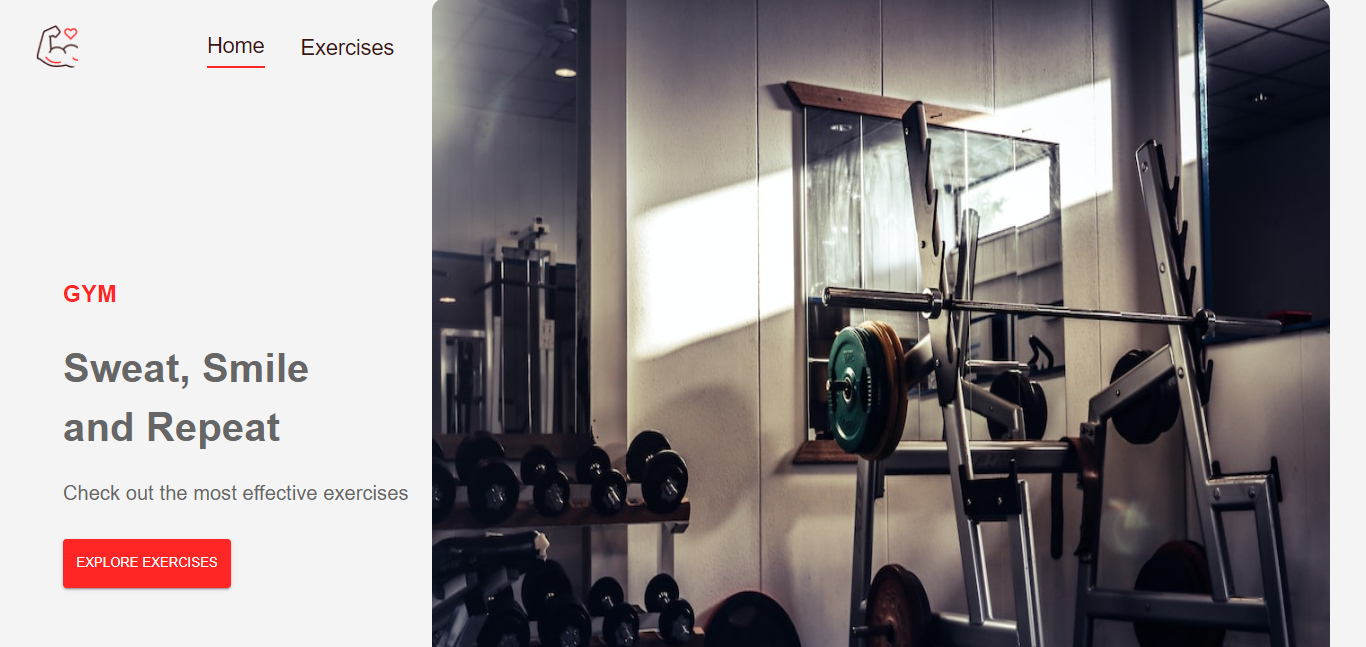 Home Exercises
GYM
Sweat, Smile
and Repeat
Check out the most effective exercises
EXPLORE EXERCISES